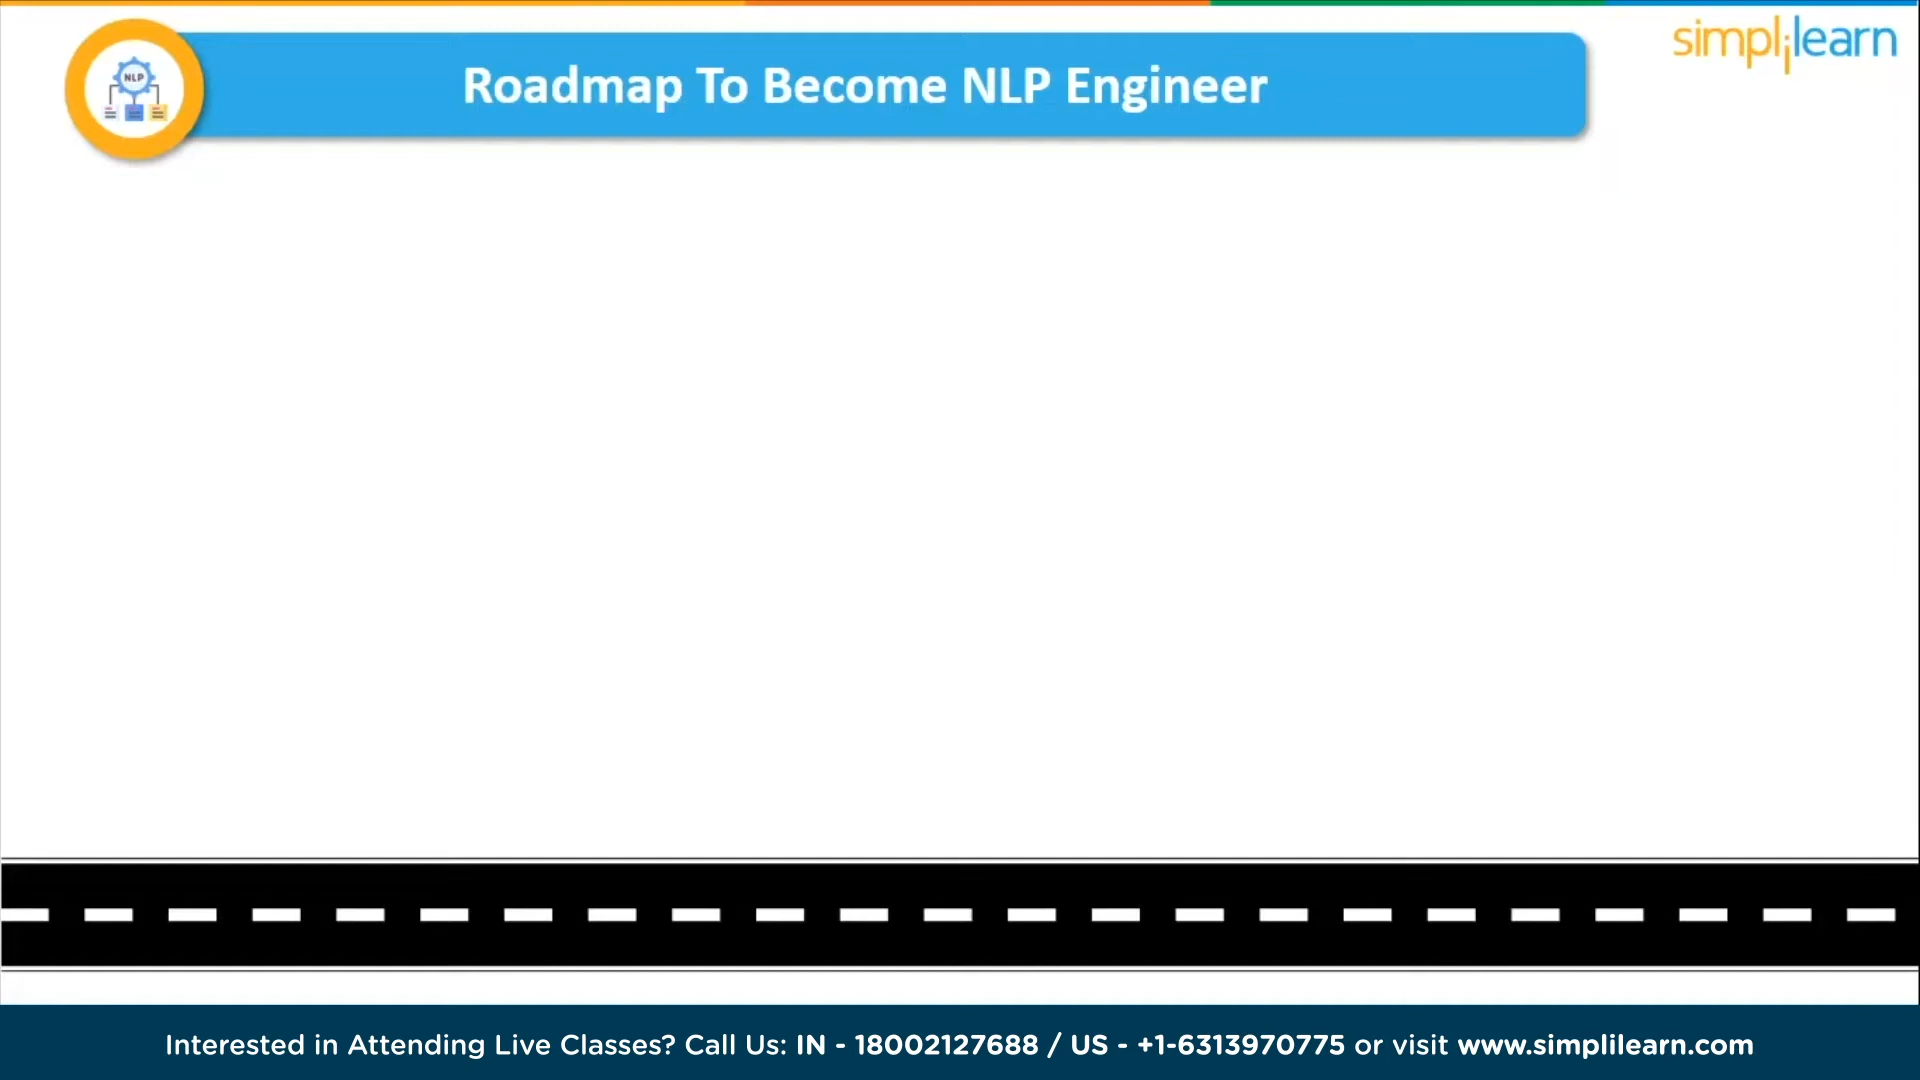 simplilearn
NLP
Roadmap To Become NLP Engineer
Interested in Attending Live Classes? Call Us: IN - 18002127688 / US - +1-6313970775 or visit www.simplilearn.com